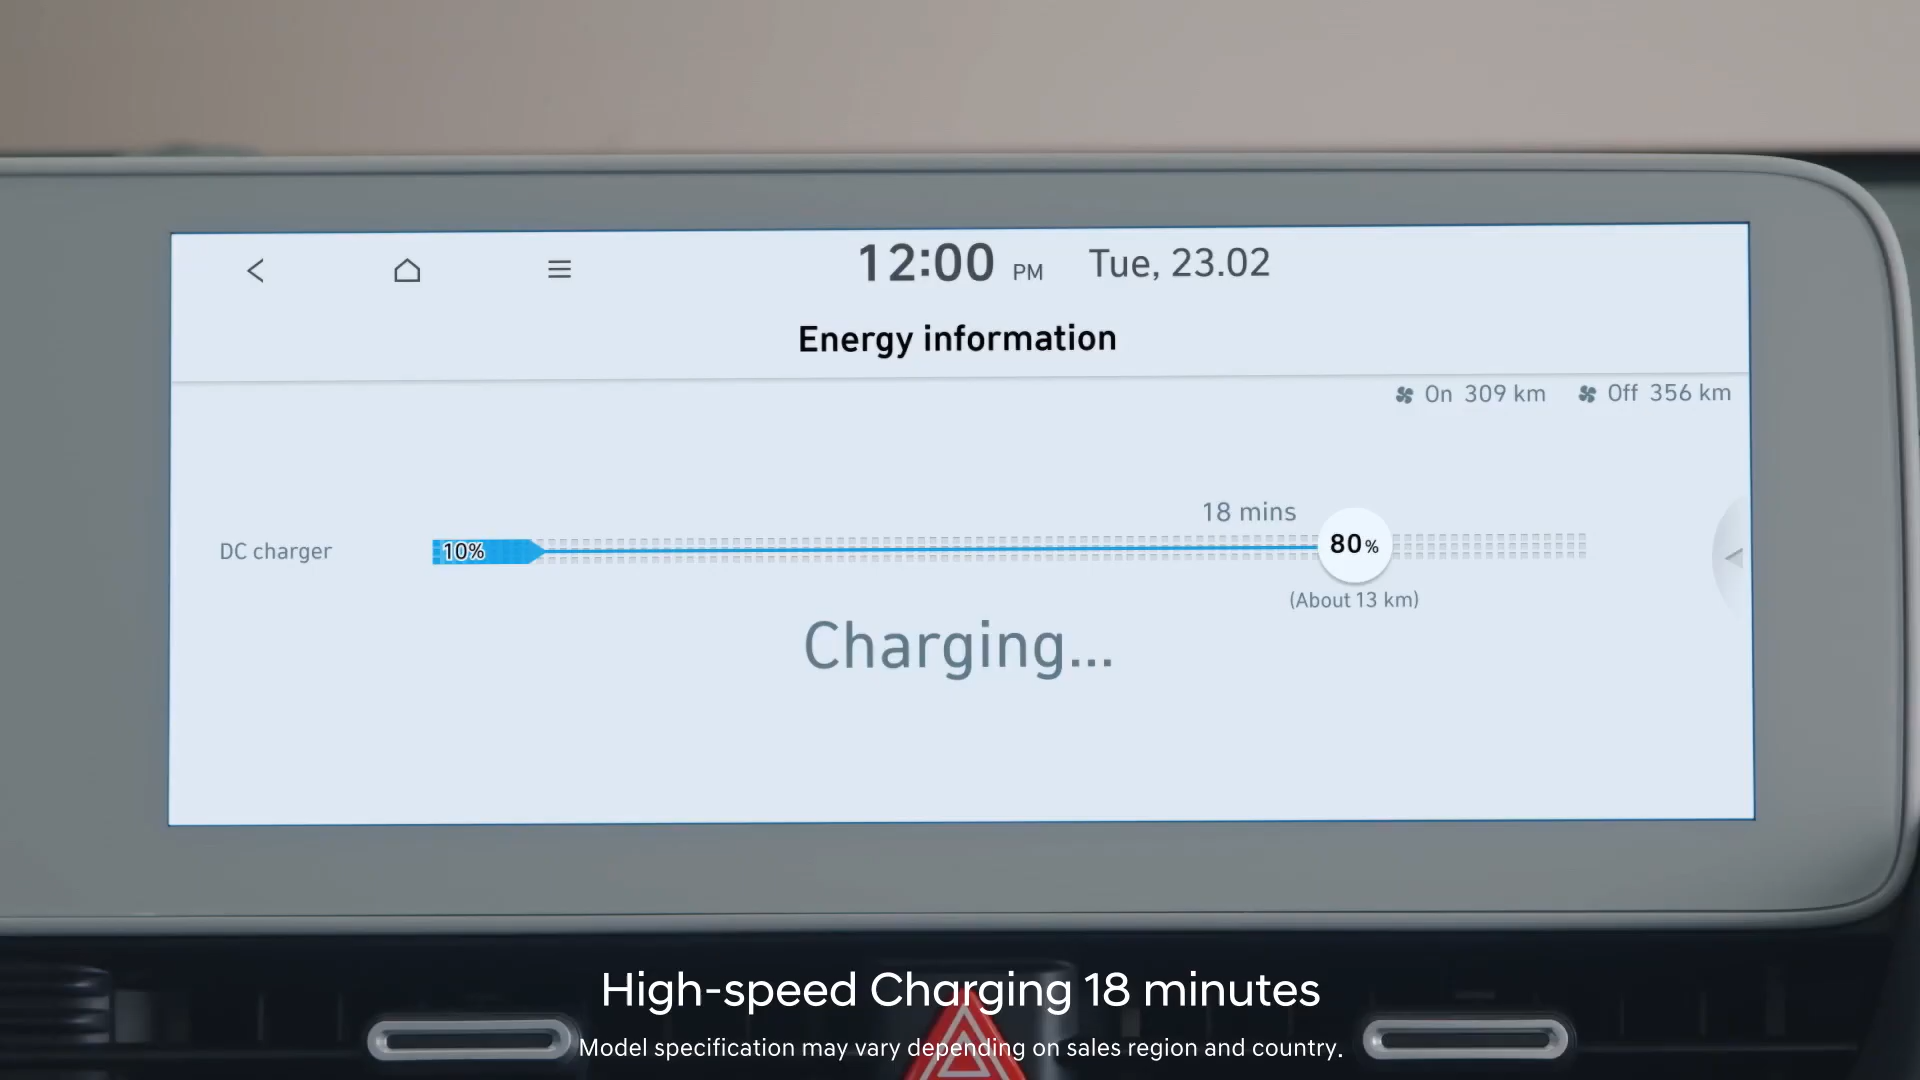 12:00 PM Tue, 23.02
Energy information
On 309 km Off 356 km
18 mins
DC charger 10% 80%
(About 13 km)
Charging...
High-speed Charging 18 minutes
Model specification may vary depending on sales region and country.